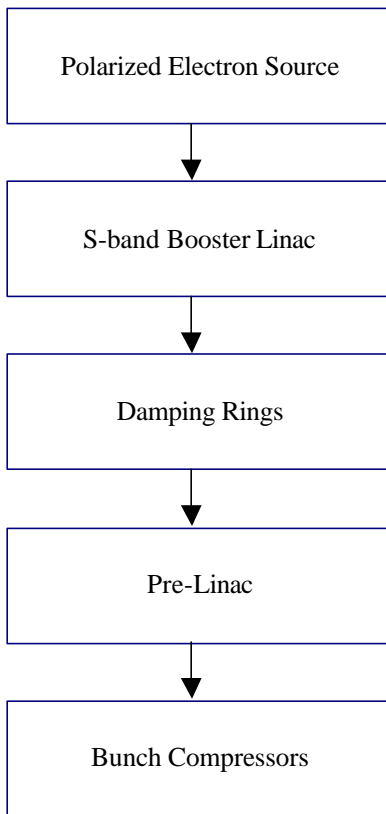 Polarized Electron Source
S-band Booster Linac
Damping Rings
Pre-Linac
Bunch Compressors